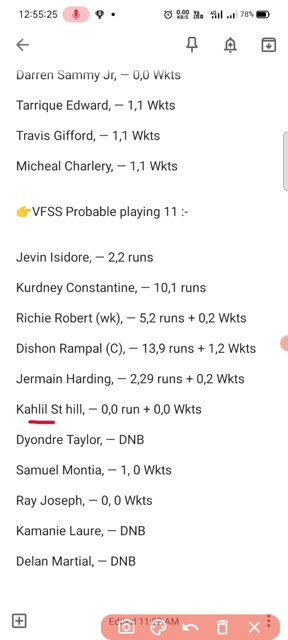 12:55:25
78%
Darren Sammy Jr, – 0,0 Wkts
Tarrique Edward, – 1,1 Wkts
Travis Gifford, – 1,1 Wkts
Micheal Charlery, – 1,1 Wkts
👉VFSS Probable playing 11 :-
Jevin Isidore, – 2,2 runs
Kurdney Constantine, – 10,1 runs
Richie Robert (wk), – 5,2 runs + 0,2 Wkts
Dishon Rampal (C), – 13,9 runs + 1,2 Wkts
Jermain Harding, – 2,29 runs + 0,2 Wkts
Kahlil St hill, – 0,0 run + 0,0 Wkts
Dyondre Taylor, – DNB
Samuel Montia, – 1, 0 Wkts
Ray Joseph, – 0, 0 Wkts
Kamanie Laure, – DNB
Delan Martial, – DNB